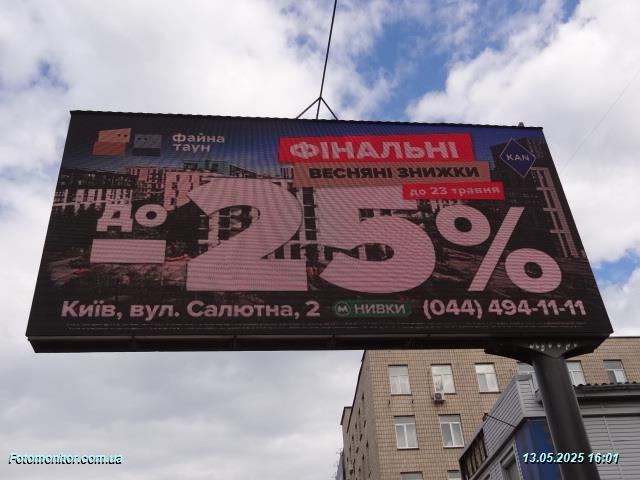 файна
таун
ФІНАЛЬНІ
KAN
ВЕСНЯНІ ЗНИЖКИ
до 23 травня
до
-25%
Київ, вул. Салютна, 2 М НИВКИ (044) 494-11-11
Fotomonitor.com.ua
13.05.2025 16:01